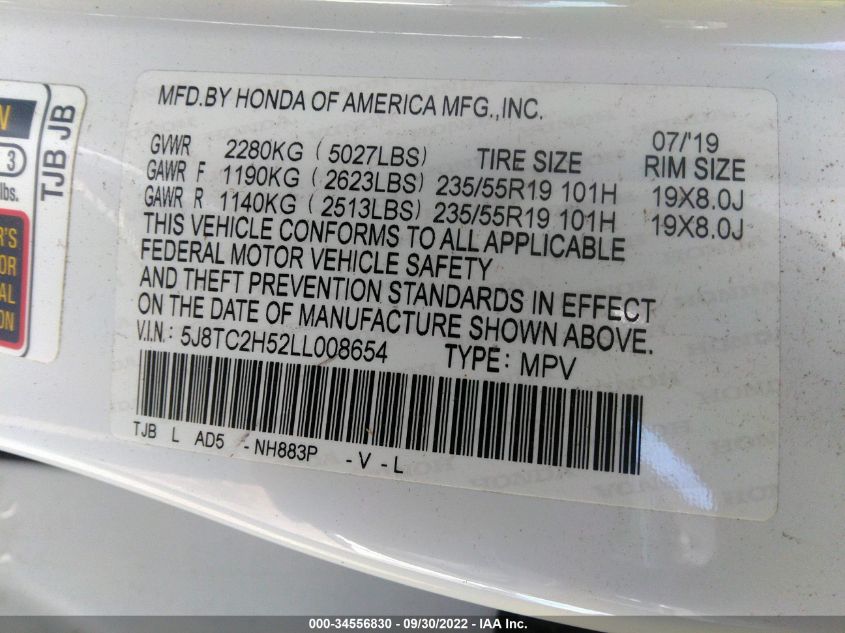 MFD.BY HONDA OF AMERICA MFG.,INC.
07/'19
GVWR 2280KG ( 5027LBS) TIRE SIZE RIM SIZE
GAWR F 1190KG ( 2623LBS) 235/55R19 101H 19X8.0J
GAWR R 1140KG ( 2513LBS) 235/55R19 101H 19X8.0J
THIS VEHICLE CONFORMS TO ALL APPLICABLE
FEDERAL MOTOR VEHICLE SAFETY
AND THEFT PREVENTION STANDARDS IN EFFECT
ON THE DATE OF MANUFACTURE SHOWN ABOVE.
V.I.N.: 5J8TC2H52LL008654 TYPE: MPV
TJB L AD5 -NH883P -V-L
TJB JB
3
lbs.
000-34556830 - 09/30/2022 - IAA Inc.